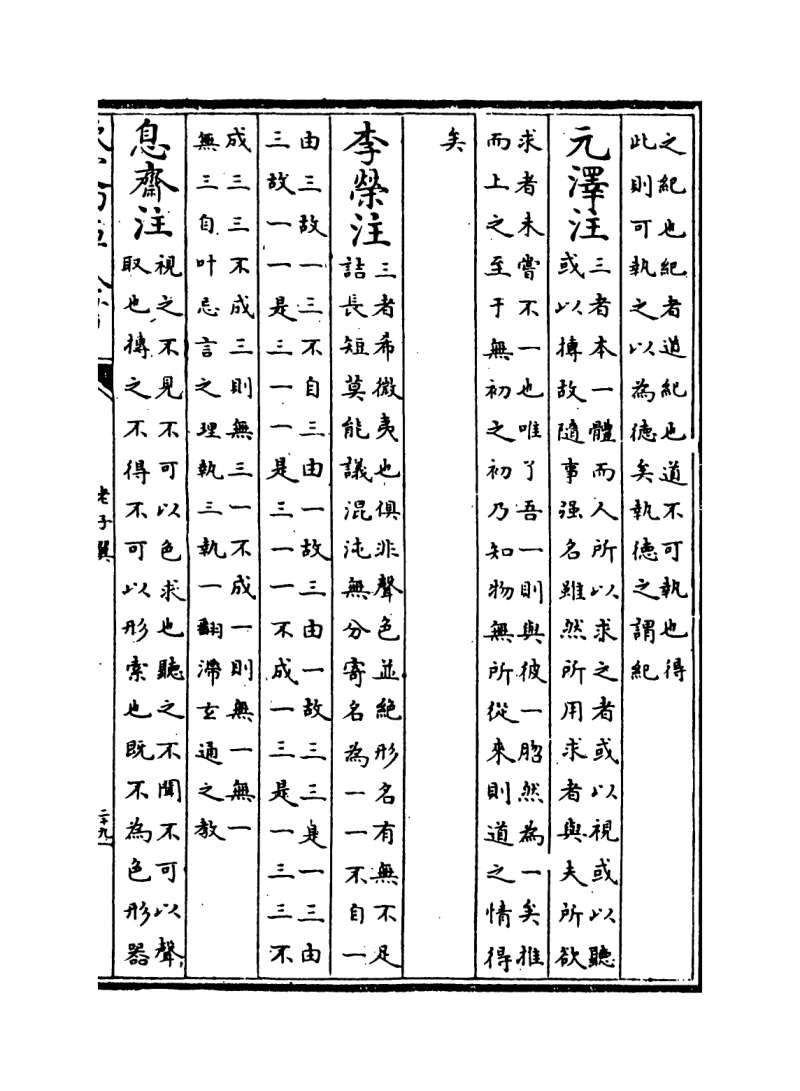 之紀也紀者道紀也道不可執也得
此則可執之以為德矣執德之謂紀
元澤注
三者本一體而人所以求之者或以視或以聽
或以摶故隨事强名雖然所用求者與夫所欲
求者未嘗不一也唯了吾一則與彼一脗然為一矣推
而上之至于無初之初乃知物無所從來則道之情得
矣
李榮注
三者希微夷也俱非聲色並絶形名有無不足
詰長短莫能議混沌無分寄名為一一不自一
由三故一三不自三由一故三由一故三三是一三由
三故一一是三一一是三一一不成一三是一三三不
成三三不成三則無三一不成一則無一無一
無三自叶忌言之理執三執一翻滯玄通之教
息齋注
視之不見不可以色求也聽之不聞不可以聲
取也摶之不得不可以形索也既不為色形器
老子翼
二十九